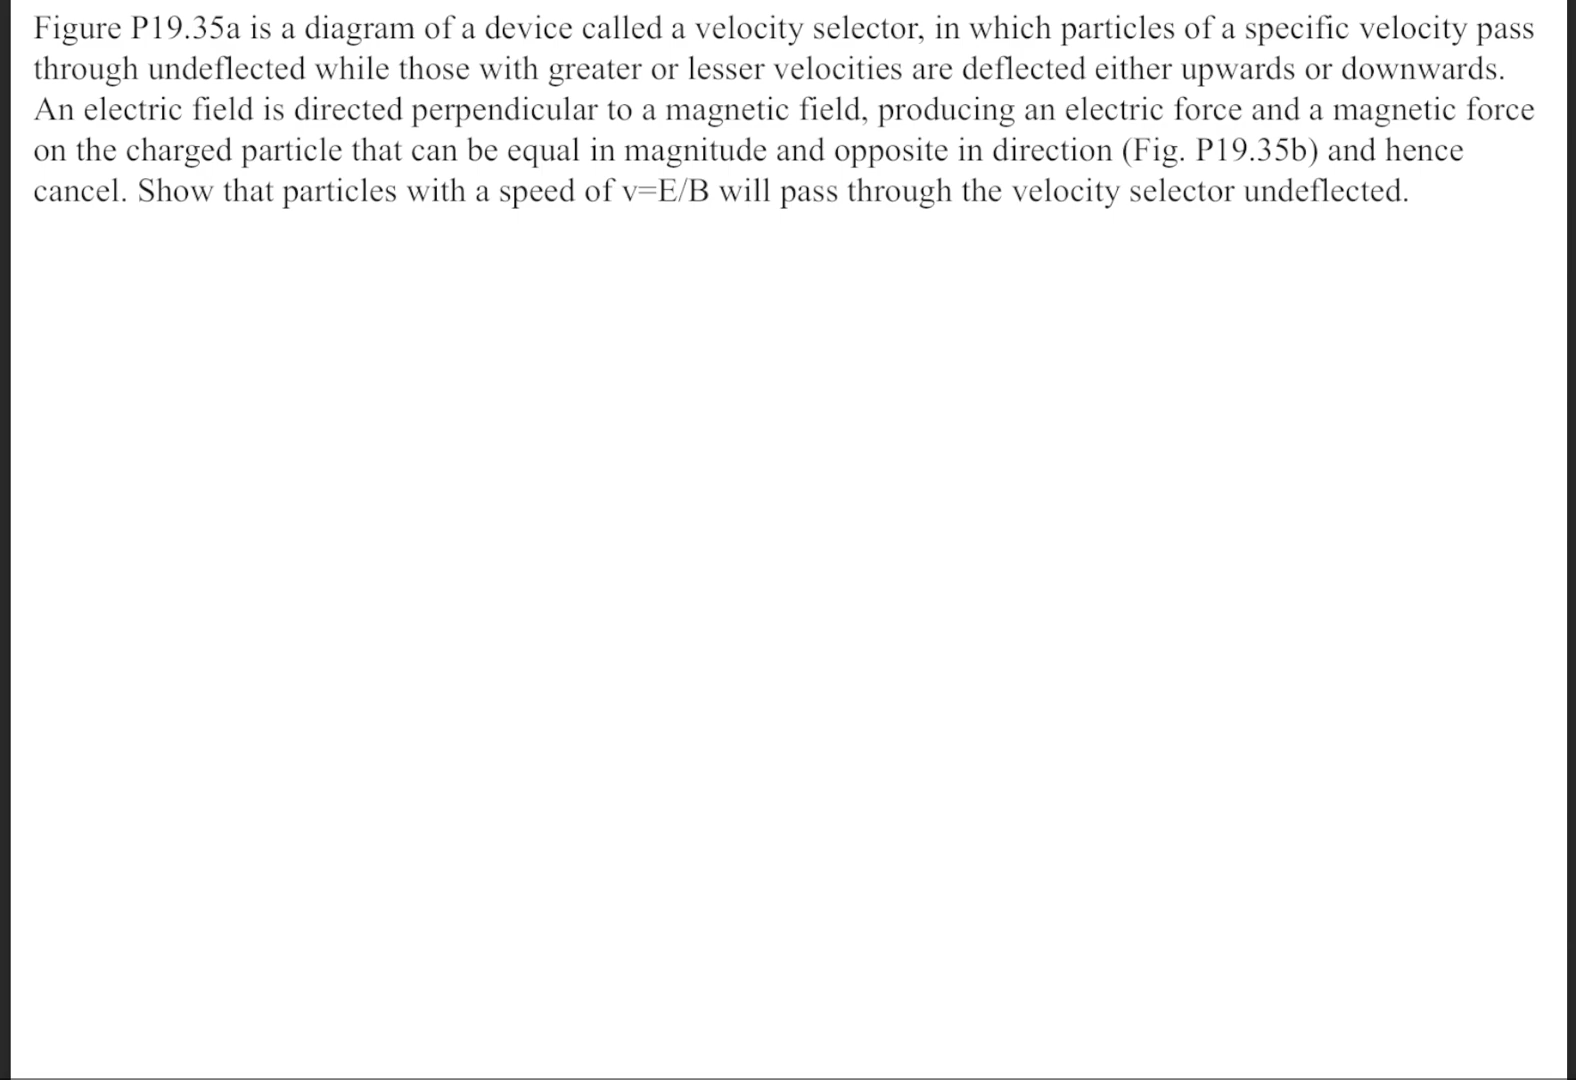 Figure P19.35a is a diagram of a device called a velocity selector, in which particles of a specific velocity pass
through undeflected while those with greater or lesser velocities are deflected either upwards or downwards.
An electric field is directed perpendicular to a magnetic field, producing an electric force and a magnetic force
on the charged particle that can be equal in magnitude and opposite in direction (Fig. P19.35b) and hence
cancel. Show that particles with a speed of v=E/B will pass through the velocity selector undeflected.